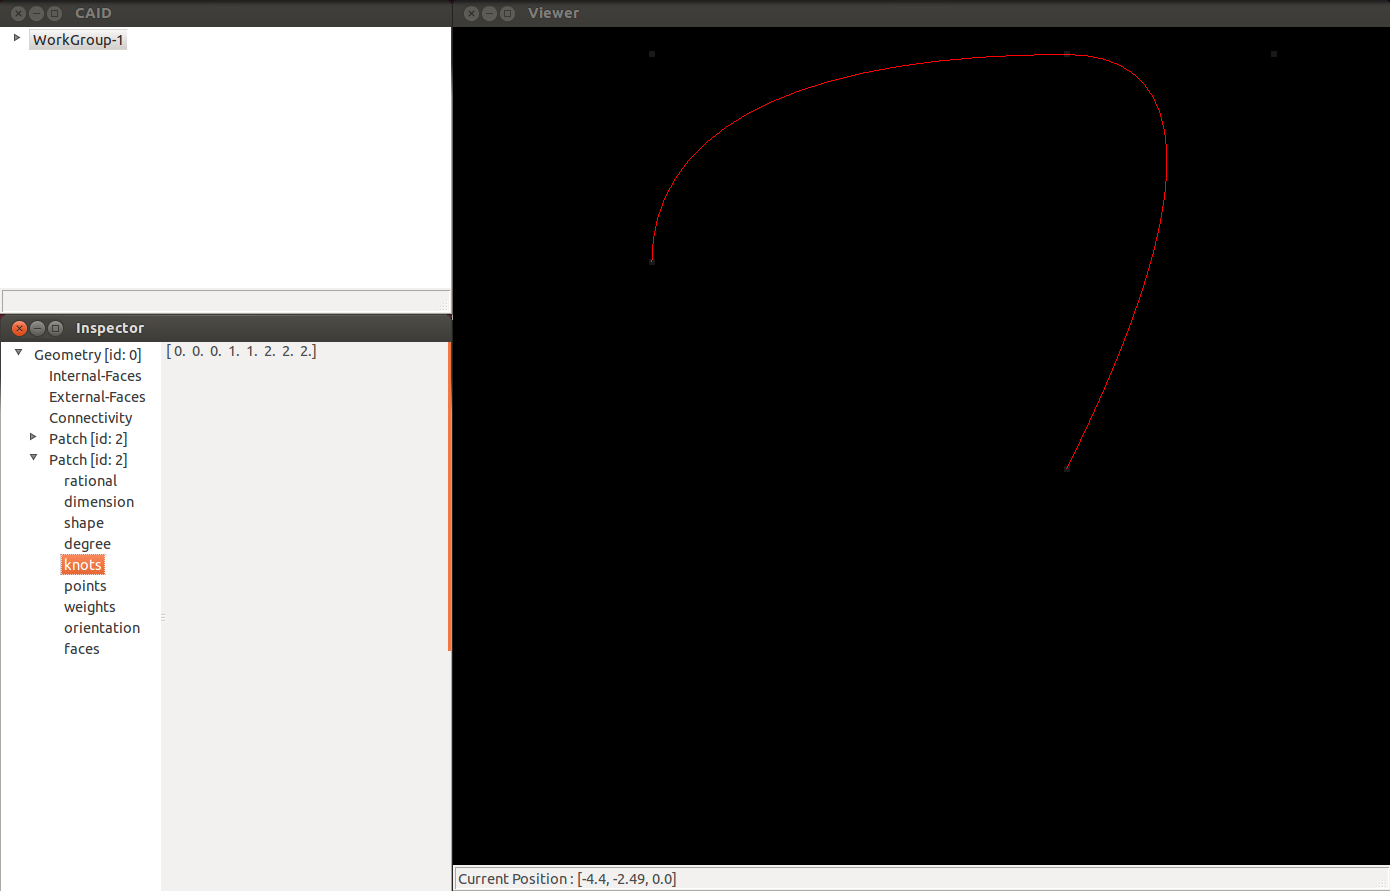 CAID
WorkGroup-1
Viewer
Inspector
Geometry [id: 0]
Internal-Faces
External-Faces
Connectivity
Patch [id: 2]
Patch [id: 2]
rational
dimension
shape
degree
knots
points
weights
orientation
faces
[ 0. 0. 0. 1. 1. 2. 2. 2.]
Current Position : [-4.4, -2.49, 0.0]